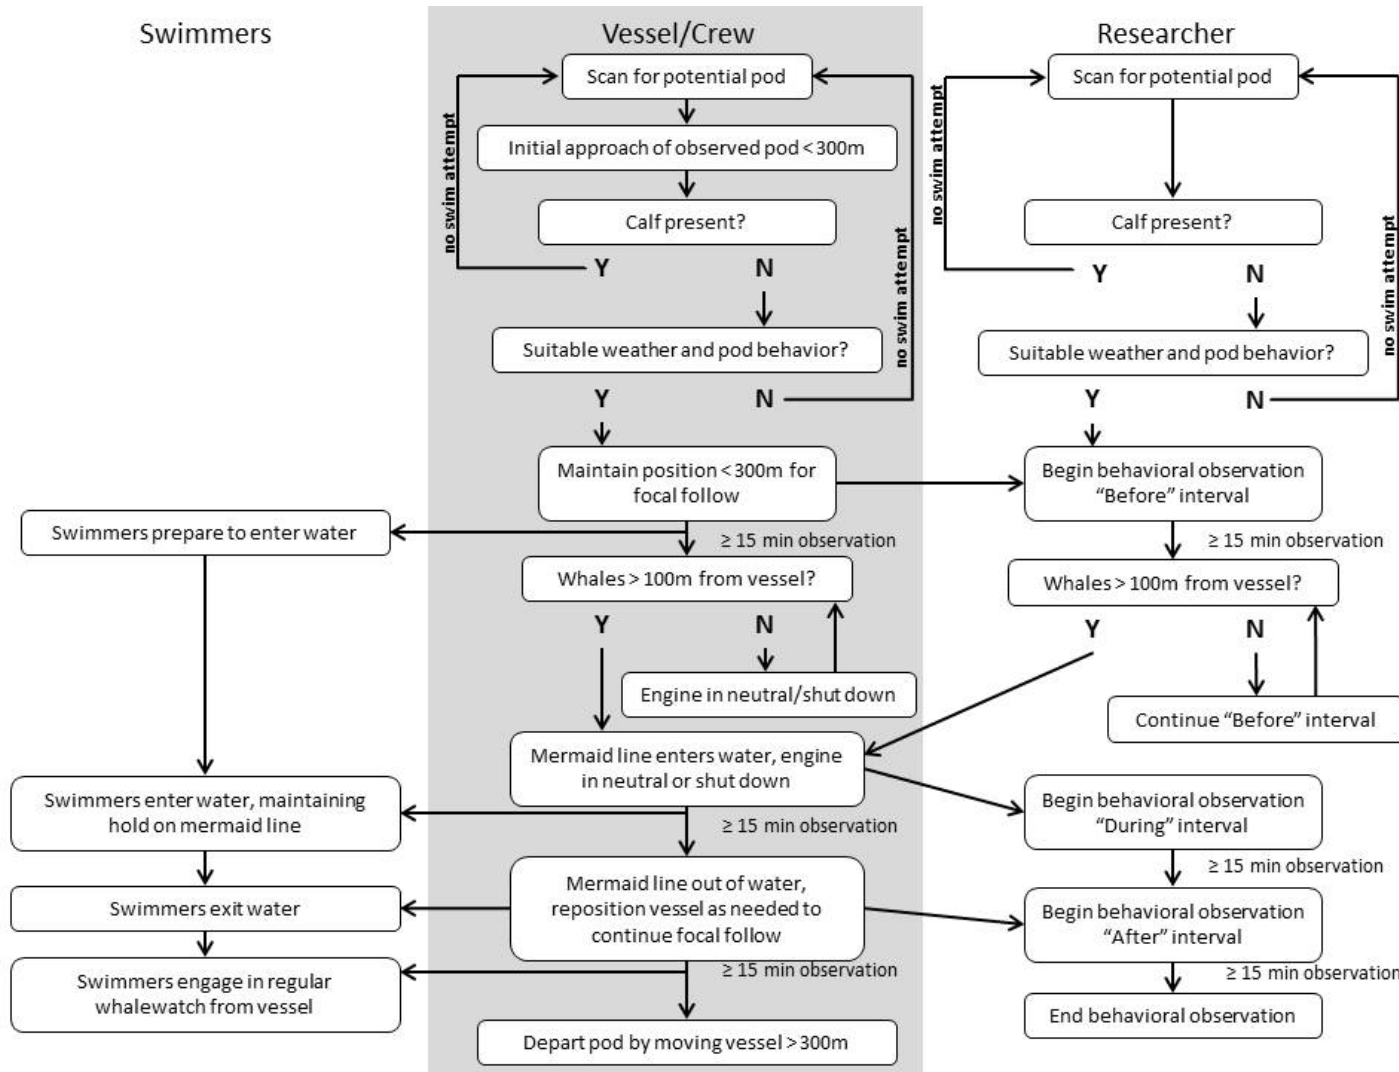 Swimmers
Vessel/Crew
Researcher
Scan for potential pod
Scan for potential pod
no swim attempt
Initial approach of observed pod < 300m
no swim attempt
Calf present?
Calf present?
no swim attempt
no swim attempt
Y
N
Y
N
Suitable weather and pod behavior?
Suitable weather and pod behavior?
Y
N
Y
N
Maintain position < 300m for
focal follow
Begin behavioral observation
“Before” interval
Swimmers prepare to enter water
≥ 15 min observation
≥ 15 min observation
Whales > 100m from vessel?
Whales > 100m from vessel?
Y
N
Y
N
Engine in neutral/shut down
Continue “Before” interval
Mermaid line enters water, engine
in neutral or shut down
Swimmers enter water, maintaining
hold on mermaid line
Begin behavioral observation
“During” interval
≥ 15 min observation
≥ 15 min observation
Swimmers exit water
Mermaid line out of water,
reposition vessel as needed to
continue focal follow
Begin behavioral observation
“After” interval
≥ 15 min observation
≥ 15 min observation
Swimmers engage in regular
whalewatch from vessel
End behavioral observation
Depart pod by moving vessel > 300m